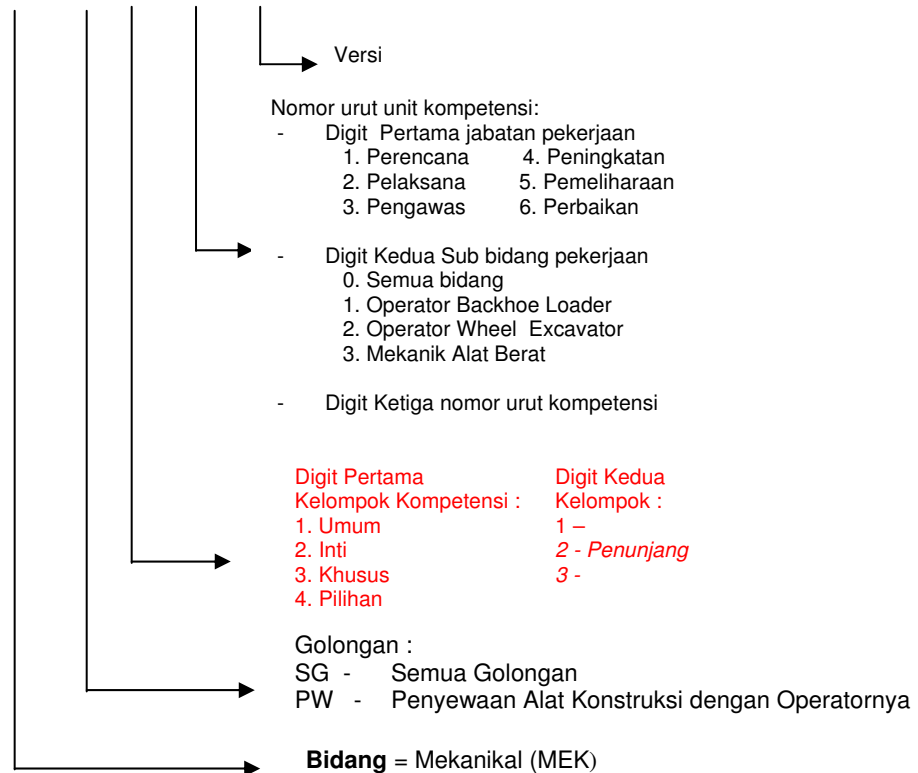 Versi
Nomor urut unit kompetensi:
- Digit Pertama jabatan pekerjaan
1. Perencana 4. Peningkatan
2. Pelaksana 5. Pemeliharaan
3. Pengawas 6. Perbaikan
- Digit Kedua Sub bidang pekerjaan
0. Semua bidang
1. Operator Backhoe Loader
2. Operator Wheel Excavator
3. Mekanik Alat Berat
- Digit Ketiga nomor urut kompetensi
Digit Pertama Digit Kedua
Kelompok Kompetensi : Kelompok :
1. Umum 1 –
2. Inti 2 - Penunjang
3. Khusus 3 -
4. Pilihan
Golongan :
SG - Semua Golongan
PW - Penyewaan Alat Konstruksi dengan Operatornya
Bidang = Mekanikal (MEK)